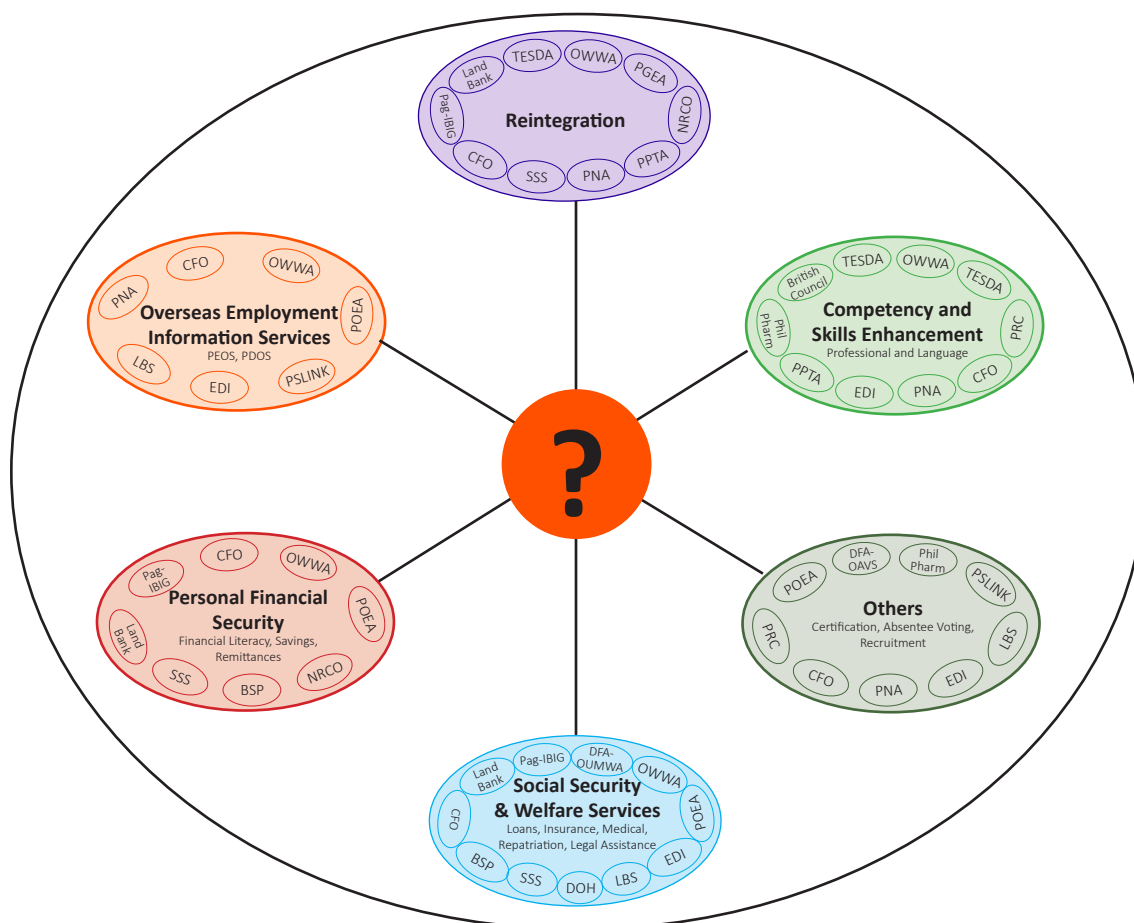 Reintegration
Pag-IBIG
Land
Bank
TESDA
OWWA
PGEA
NRCO
PPTA
PNA
SSS
CFO
Overseas Employment
Information Services
PEOS, PDOS
PNA
CFO
OWWA
POEA
PSLINK
EDI
LBS
Competency and
Skills Enhancement
Professional and Language
Phil
Pharm
British
Council
TESDA
OWWA
TESDA
PRC
CFO
PNA
EDI
PPTA
?
Personal Financial
Security
Financial Literacy, Savings,
Remittances
Land
Bank
Pag-
IBIG
CFO
OWWA
POEA
NRCO
BSP
SSS
Others
Certification, Absentee Voting,
Recruitment
PRC
POEA
DFA-
OAVS
Phil
Pharm
PSLINK
LBS
EDI
PNA
CFO
Social Security
& Welfare Services
Loans, Insurance, Medical,
Repatriation, Legal Assistance
CFO
Land
Bank
Pag-IBIG
DFA-
OUMWA
OWWA
POEA
EDI
LBS
DOH
SSS
BSP